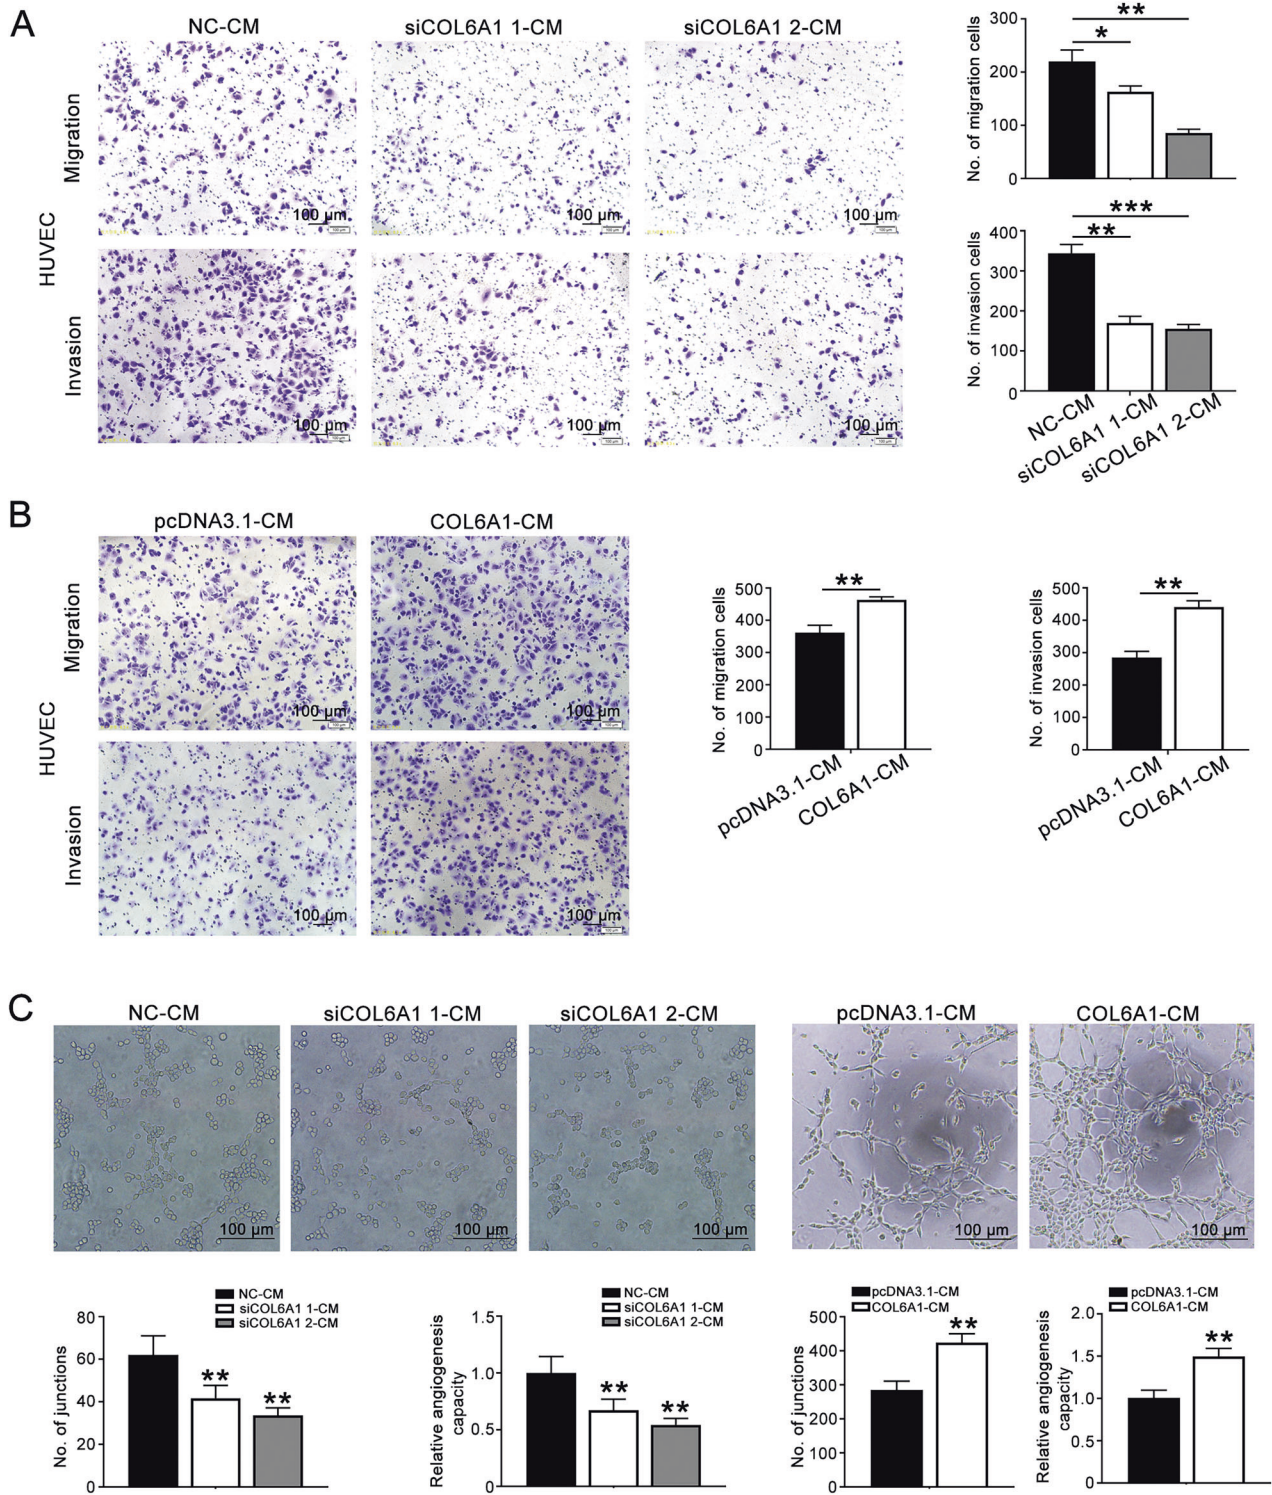 A
NC-CM
siCOL6A1 1-CM
siCOL6A1 2-CM
HUVEC
Migration
100 µm
100 µm
100 µm
Invasion
100 µm
100 µm
100 µm
No. of migration cells
300
200
100
0
**
*
No. of invasion cells
400
300
200
100
0
***
**
NC-CM
siCOL6A1 1-CM
siCOL6A1 2-CM
B
pcDNA3.1-CM
COL6A1-CM
HUVEC
Migration
100 µm
100 µm
Invasion
100 µm
100 µm
No. of migration cells
500
400
300
200
100
0
**
pcDNA3.1-CM
COL6A1-CM
No. of invasion cells
500
400
300
200
100
0
**
pcDNA3.1-CM
COL6A1-CM
C
NC-CM
siCOL6A1 1-CM
siCOL6A1 2-CM
pcDNA3.1-CM
COL6A1-CM
100 µm
100 µm
100 µm
100 µm
100 µm
NC-CM
siCOL6A1 1-CM
siCOL6A1 2-CM
No. of junctions
80
60
40
20
0
**
**
NC-CM
siCOL6A1 1-CM
siCOL6A1 2-CM
Relative angiogenesis
capacity
1.5
1.0
0.5
0
**
**
pcDNA3.1-CM
COL6A1-CM
No. of junctions
500
400
300
200
100
0
**
pcDNA3.1-CM
COL6A1-CM
Relative angiogenesis
capacity
2.0
1.5
1.0
0.5
0
**